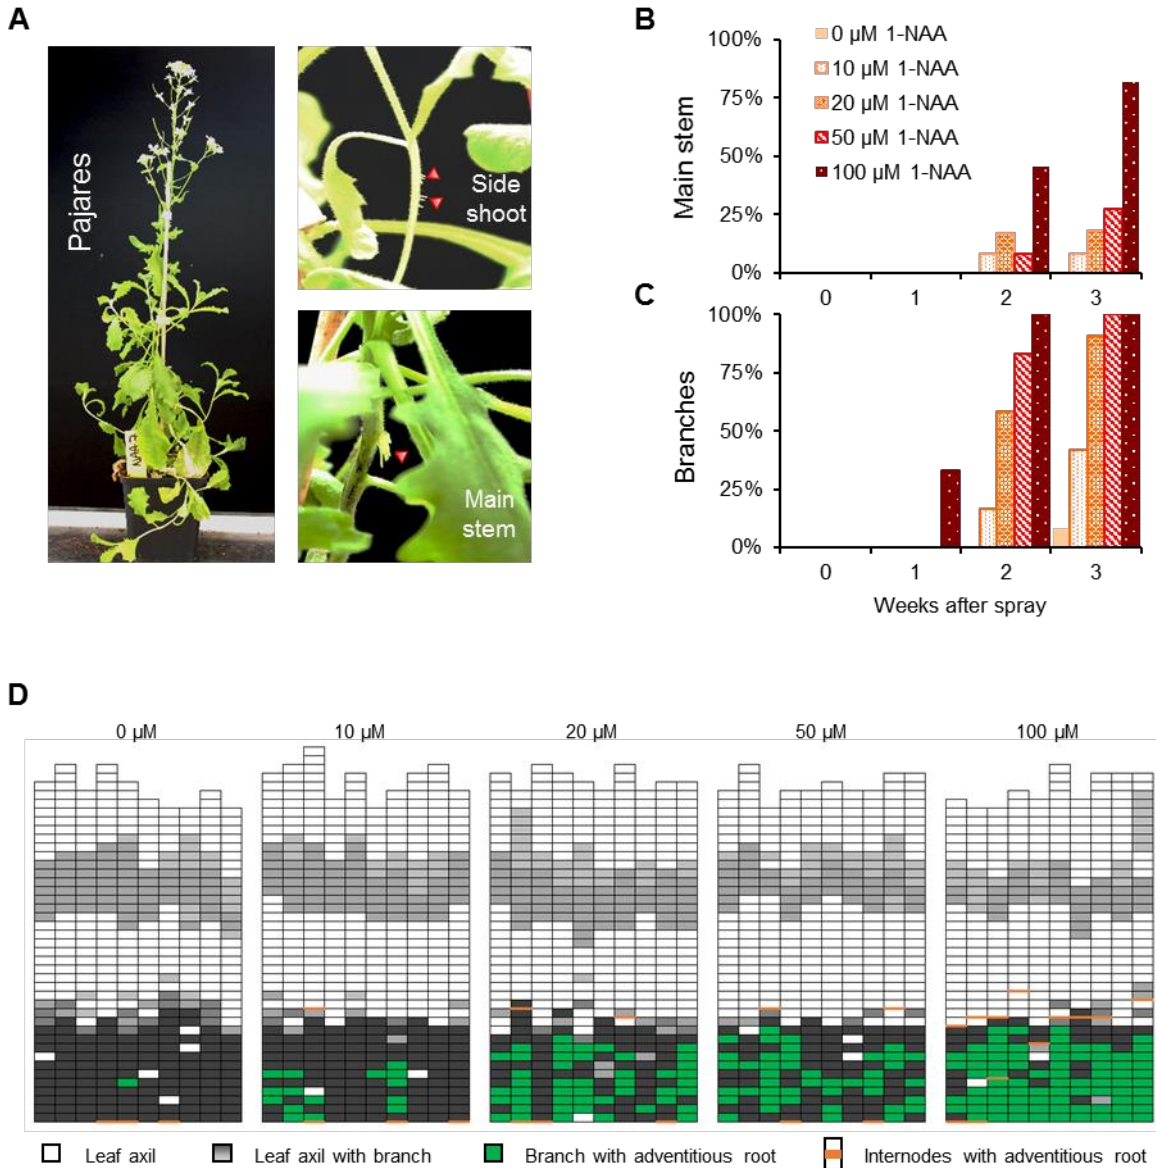 A
Pajares
NAA 7
Side
shoot
Main
stem
B
100%
75%
50%
25%
0%
Main stem
0 µM 1-NAA
10 µM 1-NAA
20 µM 1-NAA
50 µM 1-NAA
100 µM 1-NAA
0
1
2
3
C
100%
75%
50%
25%
0%
Branches
0
1
2
3
Weeks after spray
D
0 µM
10 µM
20 µM
50 µM
100 µM
Leaf axil
Leaf axil with branch
Branch with adventitious root
Internodes with adventitious root